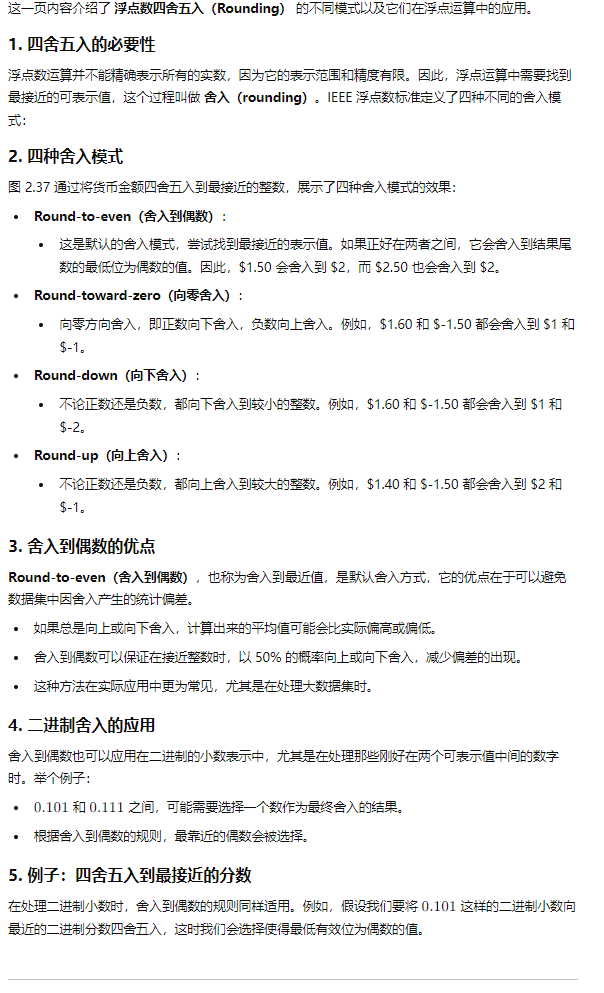 这一页内容介绍了 浮点数四舍五入（Rounding） 的不同模式以及它们在浮点运算中的应用。
1. 四舍五入的必要性
浮点数运算并不能精确表示所有的实数，因为它的表示范围和精度有限。因此，浮点运算中需要找到
最接近的可表示值，这个过程叫做 舍入（rounding）。IEEE 浮点数标准定义了四种不同的舍入模
式：
2. 四种舍入模式
图 2.37 通过将货币金额四舍五入到最接近的整数，展示了四种舍入模式的效果：
• Round-to-even（舍入到偶数）：
• 这是默认的舍入模式，尝试找到最接近的表示值。如果正好在两者之间，它会舍入到结果尾
数的最低位为偶数的值。因此，$1.50 会舍入到 $2，而 $2.50 也会舍入到 $2。
• Round-toward-zero（向零舍入）：
• 向零方向舍入，即正数向下舍入，负数向上舍入。例如，$1.60 和 $-1.50 都会舍入到 $1 和
$-1。
• Round-down（向下舍入）：
• 不论正数还是负数，都向下舍入到较小的整数。例如，$1.60 和 $-1.50 都会舍入到 $1 和
$-2。
• Round-up（向上舍入）：
• 不论正数还是负数，都向上舍入到较大的整数。例如，$1.40 和 $-1.50 都会舍入到 $2 和
$-1。
3. 舍入到偶数的优点
Round-to-even（舍入到偶数），也称为舍入到最近值，是默认舍入方式，它的优点在于可以避免
数据集中因舍入产生的统计偏差。
• 如果总是向上或向下舍入，计算出来的平均值可能会比实际偏高或偏低。
• 舍入到偶数可以保证在接近整数时，以 50% 的概率向上或向下舍入，减少偏差的出现。
• 这种方法在实际应用中更为常见，尤其是在处理大数据集时。
4. 二进制舍入的应用
舍入到偶数也可以应用在二进制的小数表示中，尤其是在处理那些刚好在两个可表示值中间的数字
时。举个例子：
• 0.101 和 0.111 之间，可能需要选择一个数作为最终舍入的结果。
• 根据舍入到偶数的规则，最靠近的偶数会被选择。
5. 例子：四舍五入到最接近的分数
在处理二进制小数时，舍入到偶数的规则同样适用。例如，假设我们要将 0.101 这样的二进制小数向
最近的二进制分数四舍五入，这时我们会选择使得最低有效位为偶数的值。